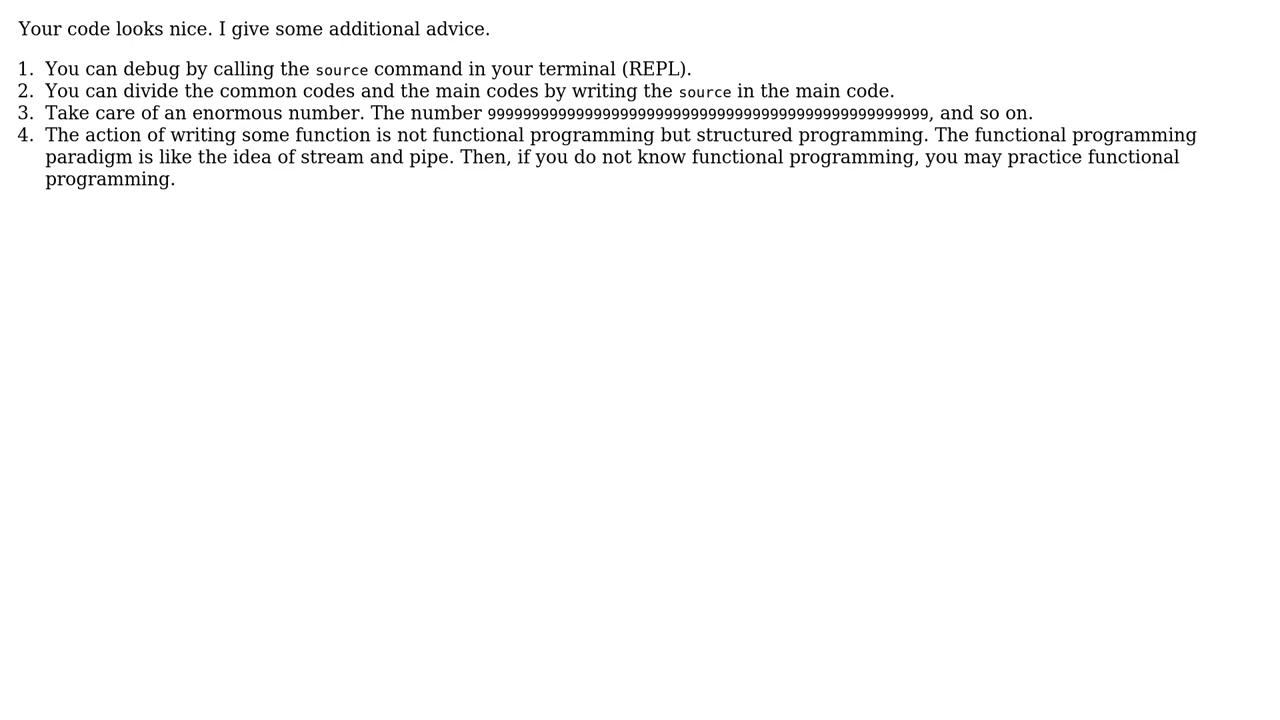 Your code looks nice. I give some additional advice.
1. You can debug by calling the source command in your terminal (REPL).
2. You can divide the common codes and the main codes by writing the source in the main code.
3. Take care of an enormous number. The number 999999999999999999999999999999999999999999999999999999999999999, and so on.
4. The action of writing some function is not functional programming but structured programming. The functional programming
paradigm is like the idea of stream and pipe. Then, if you do not know functional programming, you may practice functional
programming.